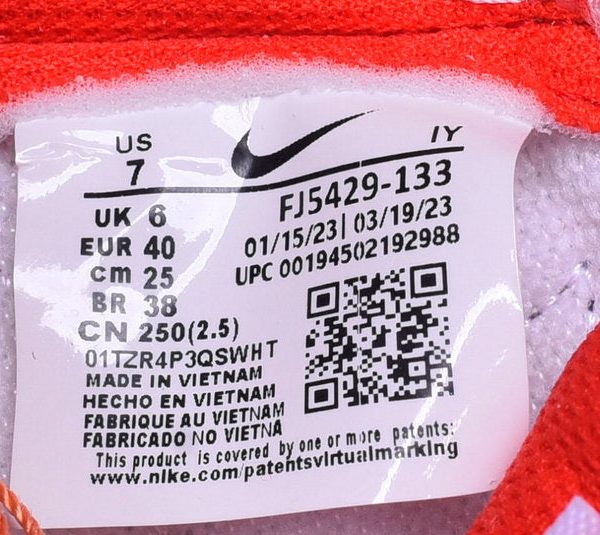 US
7
IY
FJ5429-133
UK 6
01/15/23| 03/19/23
EUR 40
UPC 00194502192988
cm 25
BR 38
CN 250(2.5)
01TZR4P3QSWHT
MADE IN VIETNAM
HECHO EN VIETNAM
FABRIQUE AU VIETNAM
FABRICADO NO VIETNA
This product is covered by one or more patents:
www.nike.com/patentsvirtualmarking